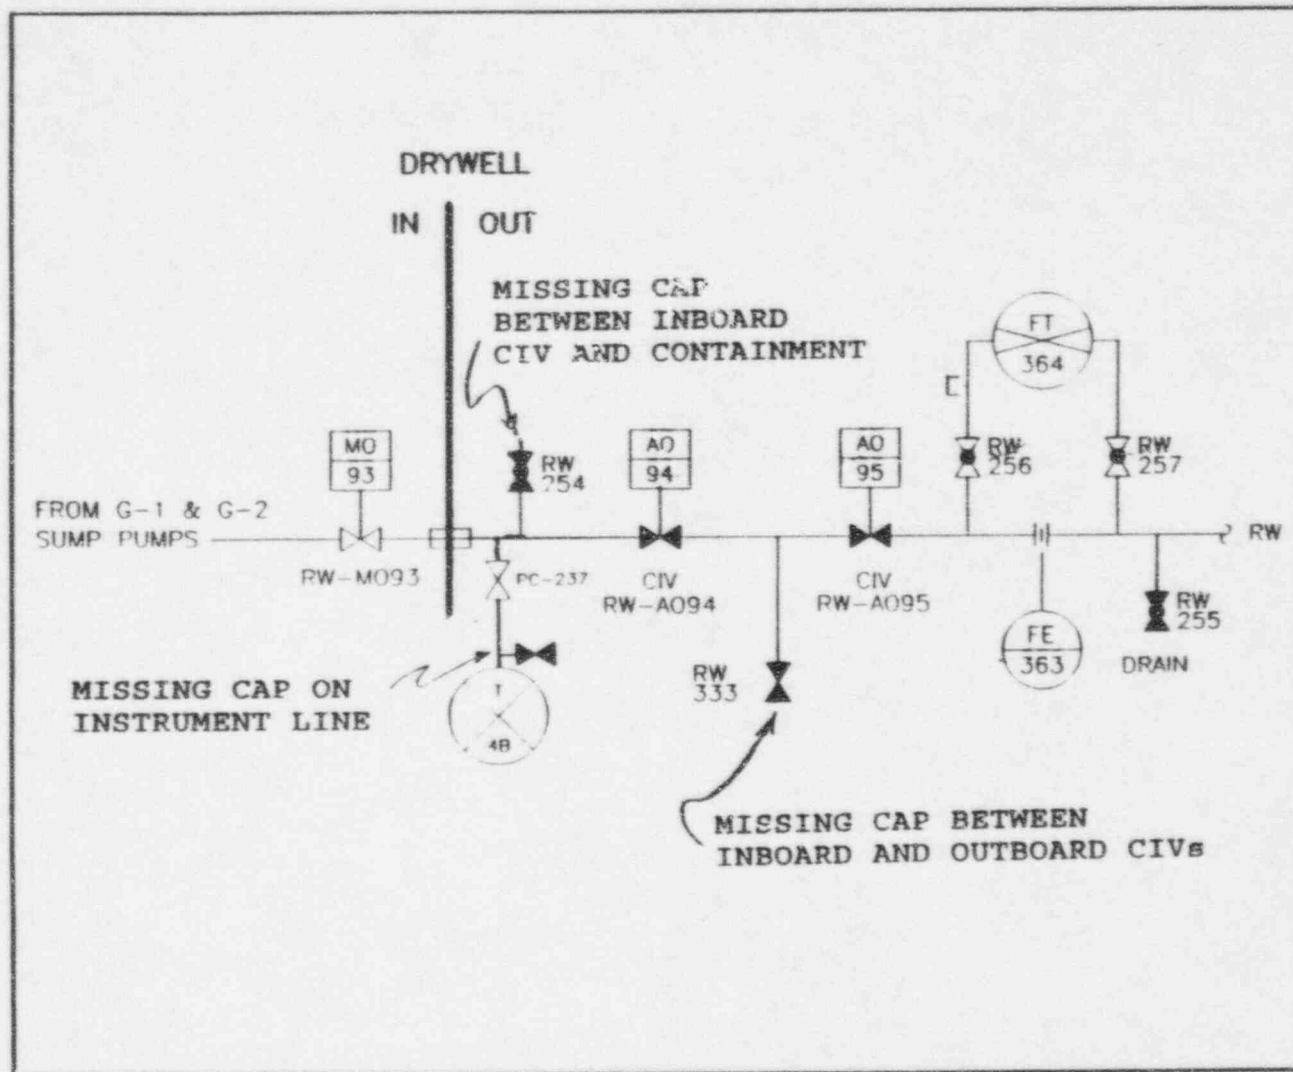 DRYWELL
IN OUT
MISSING CAP
BETWEEN INBOARD
CIV AND CONTAINMENT
FT
364
MO
93
RW
254
AO
94
AO
95
RW
256
RW
257
FROM G-1 & G-2
SUMP PUMPS
RW
RW-MO93
PC-237
CIV
RW-AO94
CIV
RW-AO95
RW
255
FE
363
DRAIN
RW
333
MISSING CAP ON
INSTRUMENT LINE
T
4B
MISSING CAP BETWEEN
INBOARD AND OUTBOARD CIVs